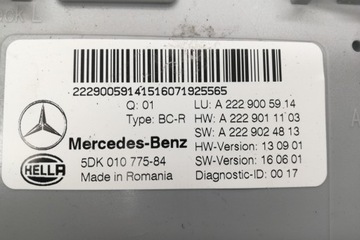 22290059141516071925565
Q: 01 LU: A 222 900 59 14
Type: BC-R HW: A 222 901 11 03
SW: A 222 902 48 13
Mercedes-Benz HW-Version: 13 09 01
HELLA 5DK 010 775-84 SW-Version: 16 06 01
Made in Romania Diagnostic-ID: 00 17